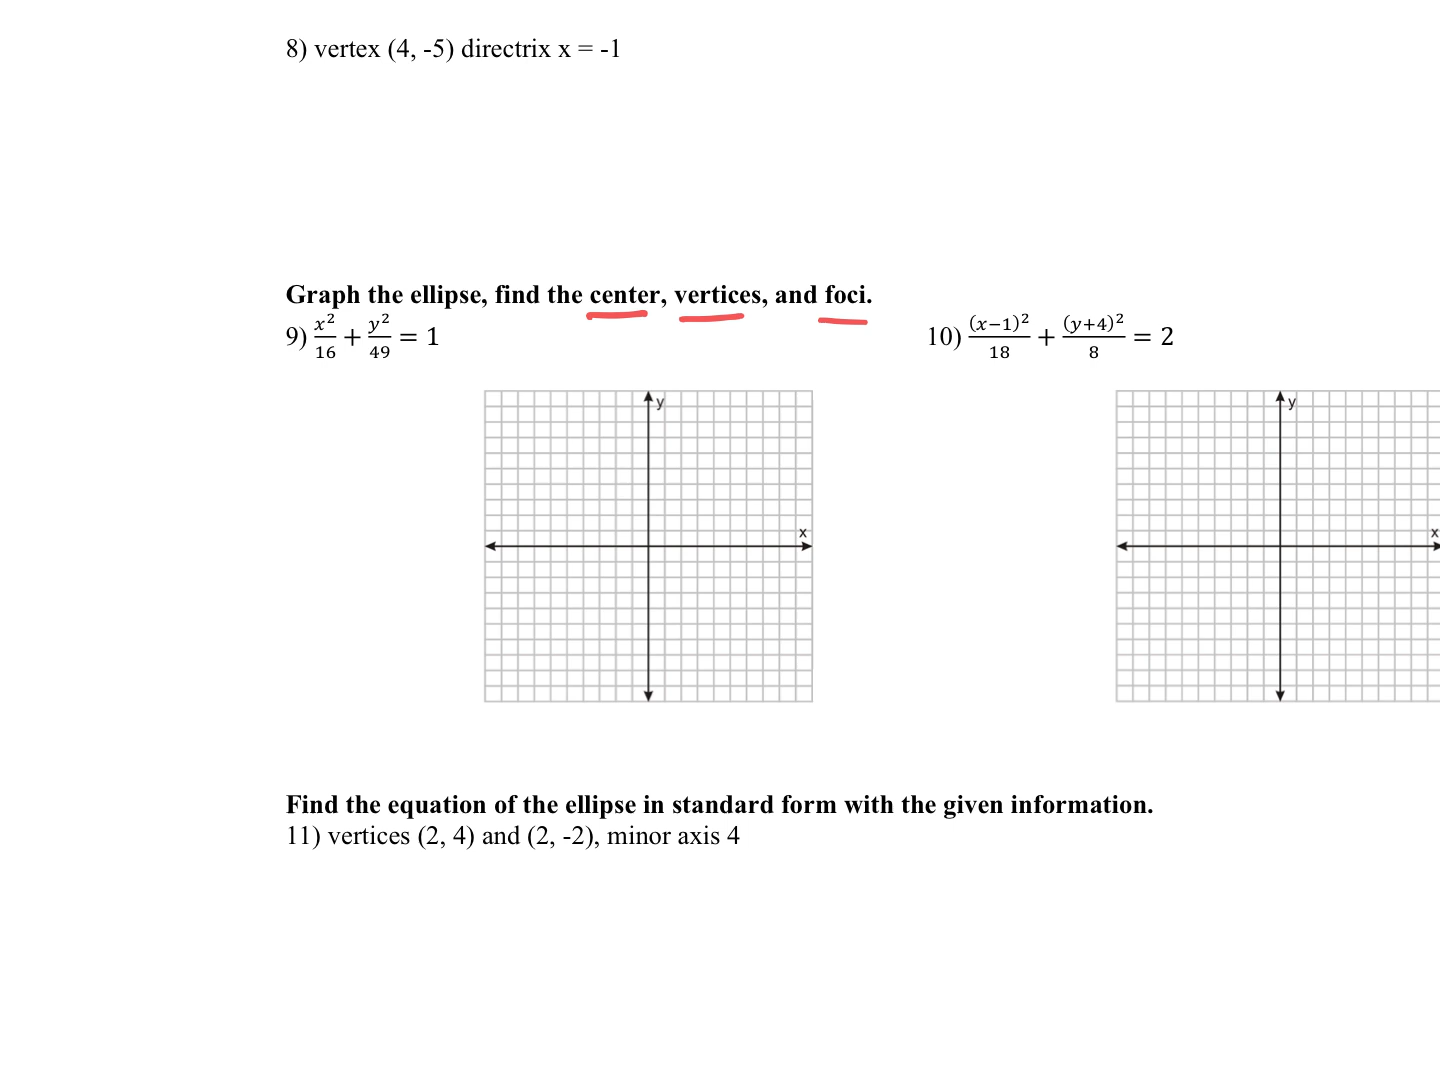 8) vertex (4, -5) directrix x = -1
Graph the ellipse, find the center, vertices, and foci.
9) x²/16 + y²/49 = 1
10) (x−1)²/18 + (y+4)²/8 = 2
y
x
y
x
Find the equation of the ellipse in standard form with the given information.
11) vertices (2, 4) and (2, -2), minor axis 4